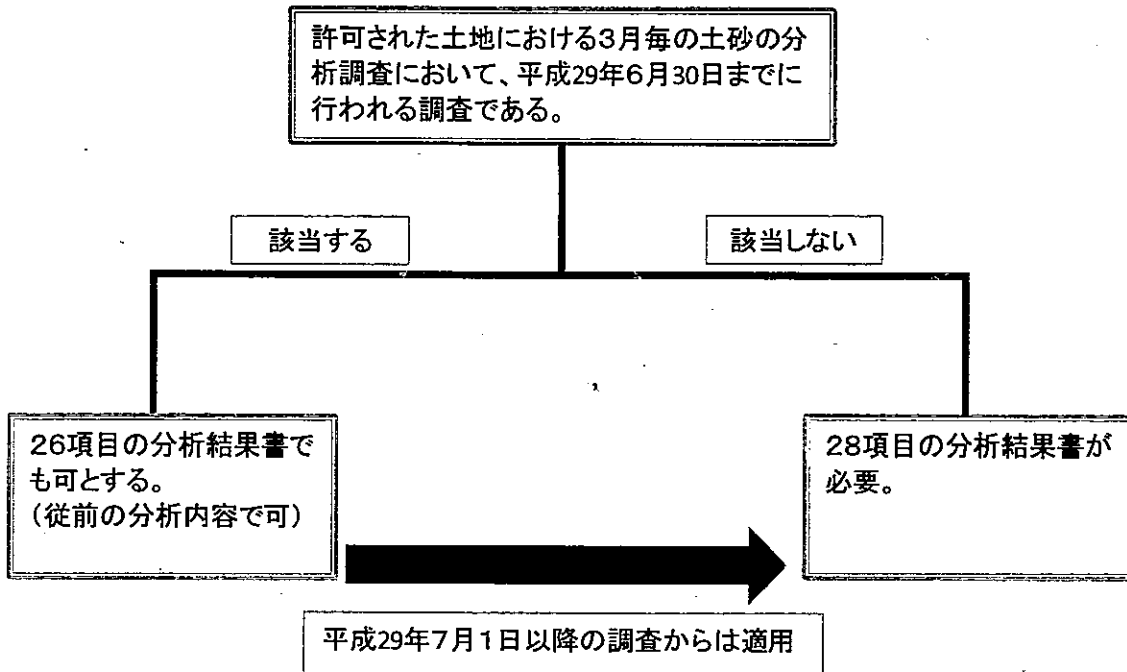 許可された土地における3月毎の土砂の分
析調査において、平成29年6月30日までに
行われる調査である。
該当する
該当しない
26項目の分析結果書で
も可とする。
(従前の分析内容で可)
28項目の分析結果書が
必要。
平成29年7月1日以降の調査からは適用